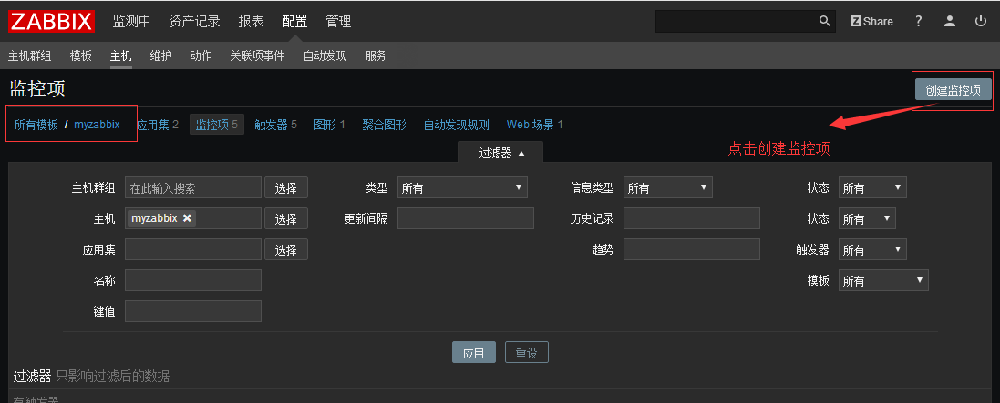 ZABBIX 监测中 资产记录 报表 配置 管理 Z Share ?
主机群组 模板 主机 维护 动作 关联项事件 自动发现 服务
监控项 创建监控项
所有模板 / myzabbix 应用集 2 监控项 5 触发器 5 图形 1 聚合图形 自动发现规则 Web 场景 1
点击创建监控项
过滤器 ▲
主机群组 在此输入搜索 选择 类型 所有 信息类型 所有 状态 所有
主机 myzabbix 选择 更新间隔 历史记录 状态 所有
应用集 选择 趋势 触发器 所有
名称 模板 所有
键值
应用 重设
过滤器 只影响过滤后的数据
有触发器